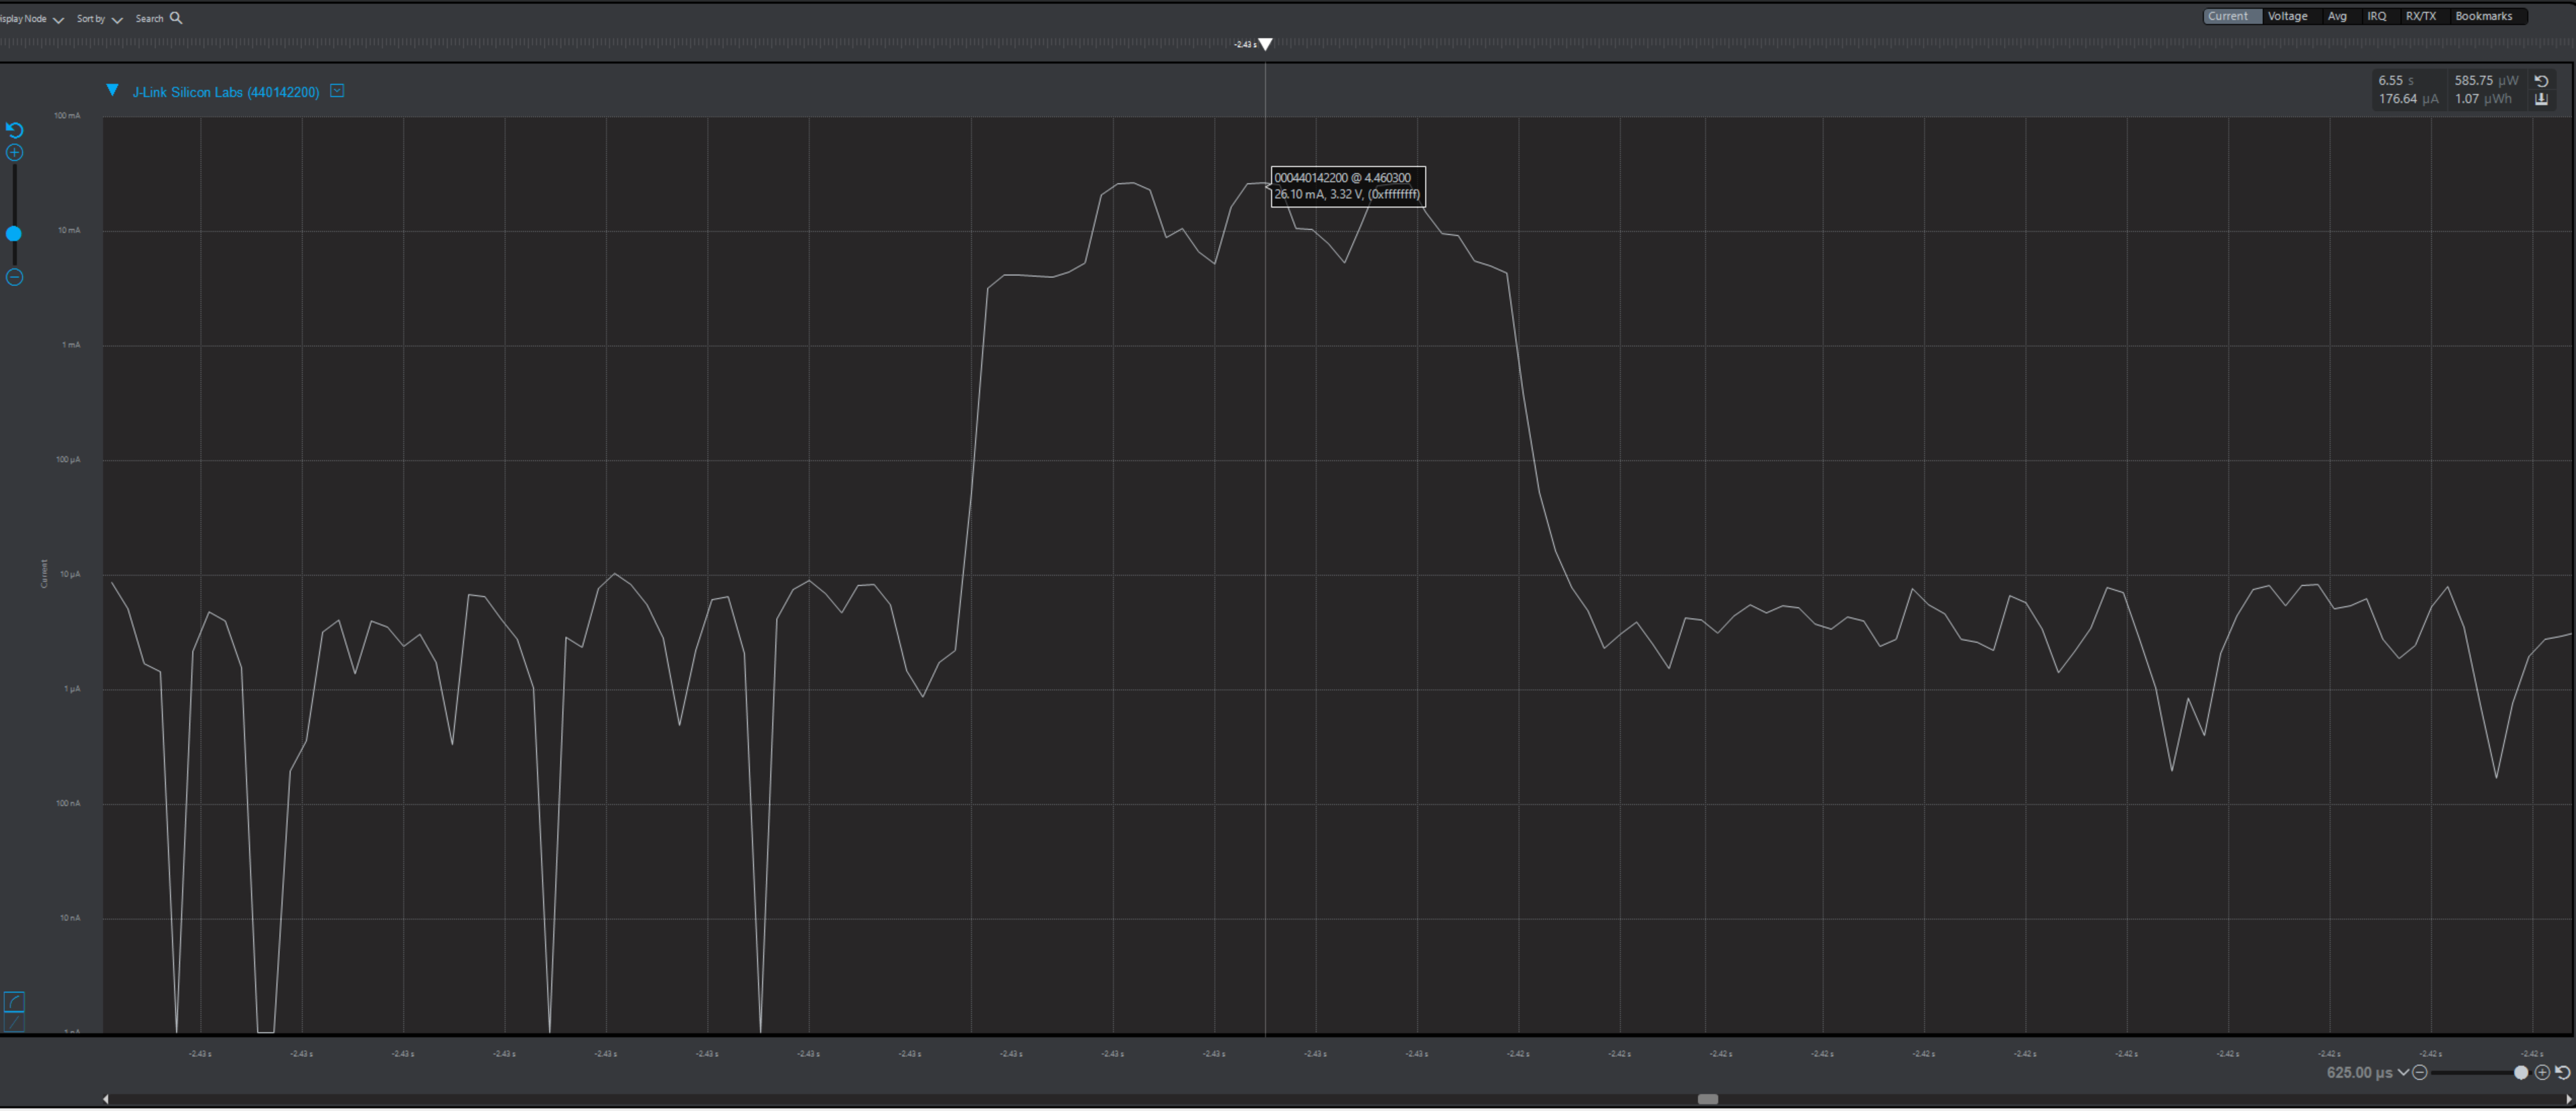 isplay Node Sort by Search
Current Voltage Avg IRQ RX/TX Bookmarks
-2.43 s
J-Link Silicon Labs (440142200)
6.55 s 585.75 µW
176.64 µA 1.07 µWh
100 mA
000440142200 @ 4.460300
26.10 mA, 3.32 V, (0xffffffff)
10 mA
1 mA
100 µA
Current
10 µA
1 µA
100 nA
10 nA
-2.43 s -2.43 s -2.43 s -2.43 s -2.43 s -2.43 s -2.43 s -2.43 s -2.43 s -2.43 s -2.43 s -2.43 s -2.43 s -2.42 s -2.42 s -2.42 s -2.42 s -2.42 s -2.42 s -2.42 s -2.42 s -2.42 s -2.42 s -2.42 s
625.00 µs